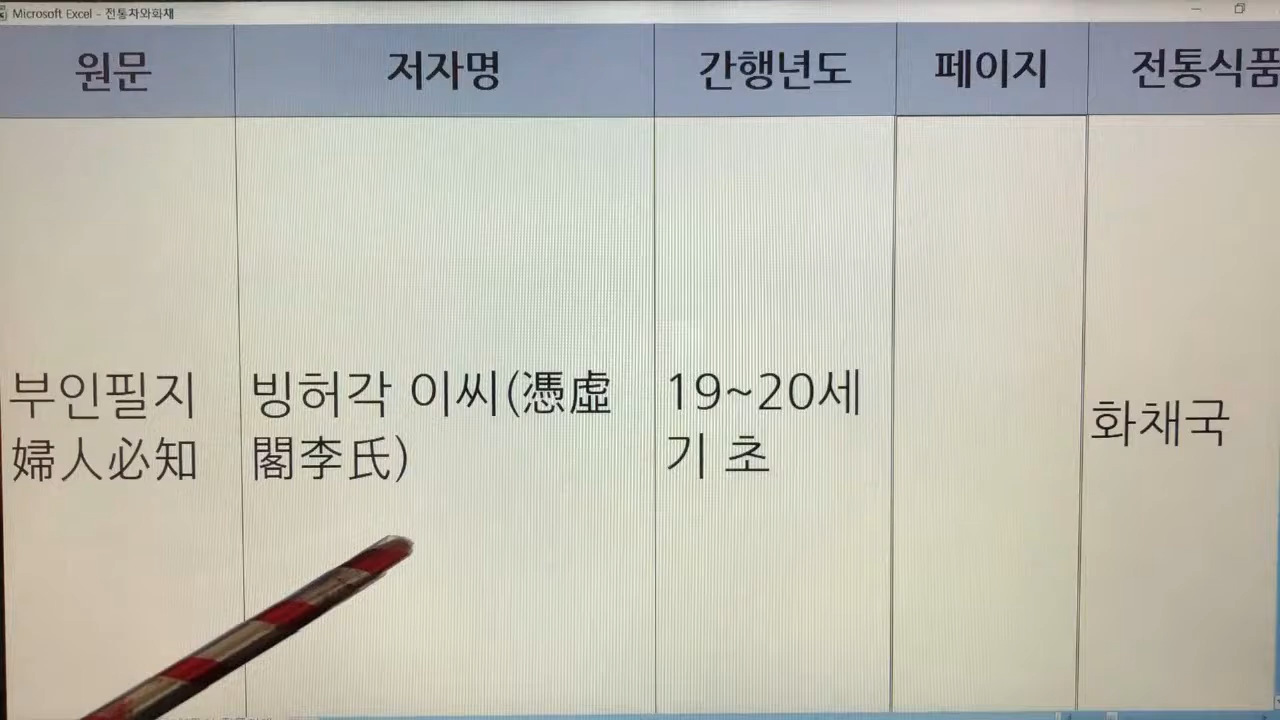 Microsoft Excel - 전통차와화채
원문 저자명 간행년도 페이지 전통식품
부인필지 빙허각 이씨(憑虛 19~20세 화채국
婦人必知 閣李氏) 기 초